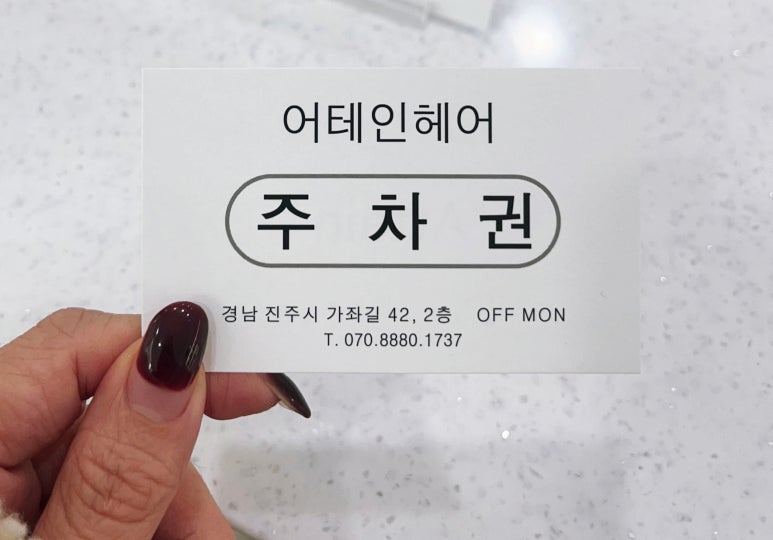 어테인헤어
주 차 권
경남 진주시 가좌길 42, 2층 OFF MON
T. 070.8880.1737